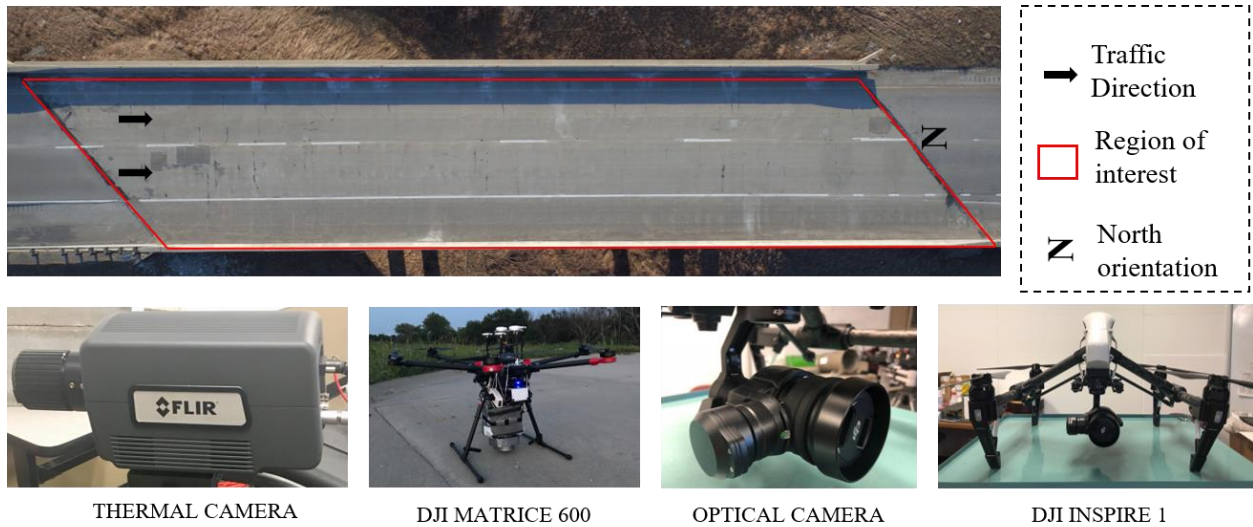 Traffic
Direction
Region of
interest
N
North
orientation
N
FLIR
THERMAL CAMERA
DJI MATRICE 600
OPTICAL CAMERA
DJI INSPIRE 1